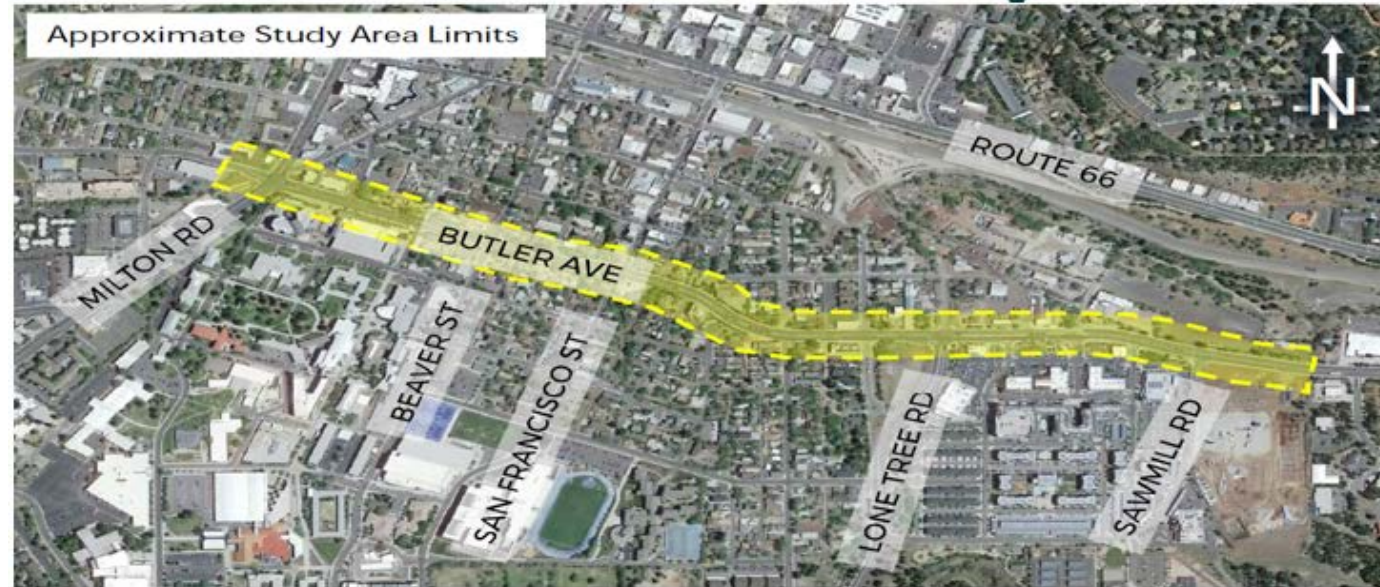 Approximate Study Area Limits
N
ROUTE 66
MILTON RD
BUTLER AVE
BEAVER ST
SAN FRANCISCO ST
LONE TREE RD
SAWMILL RD